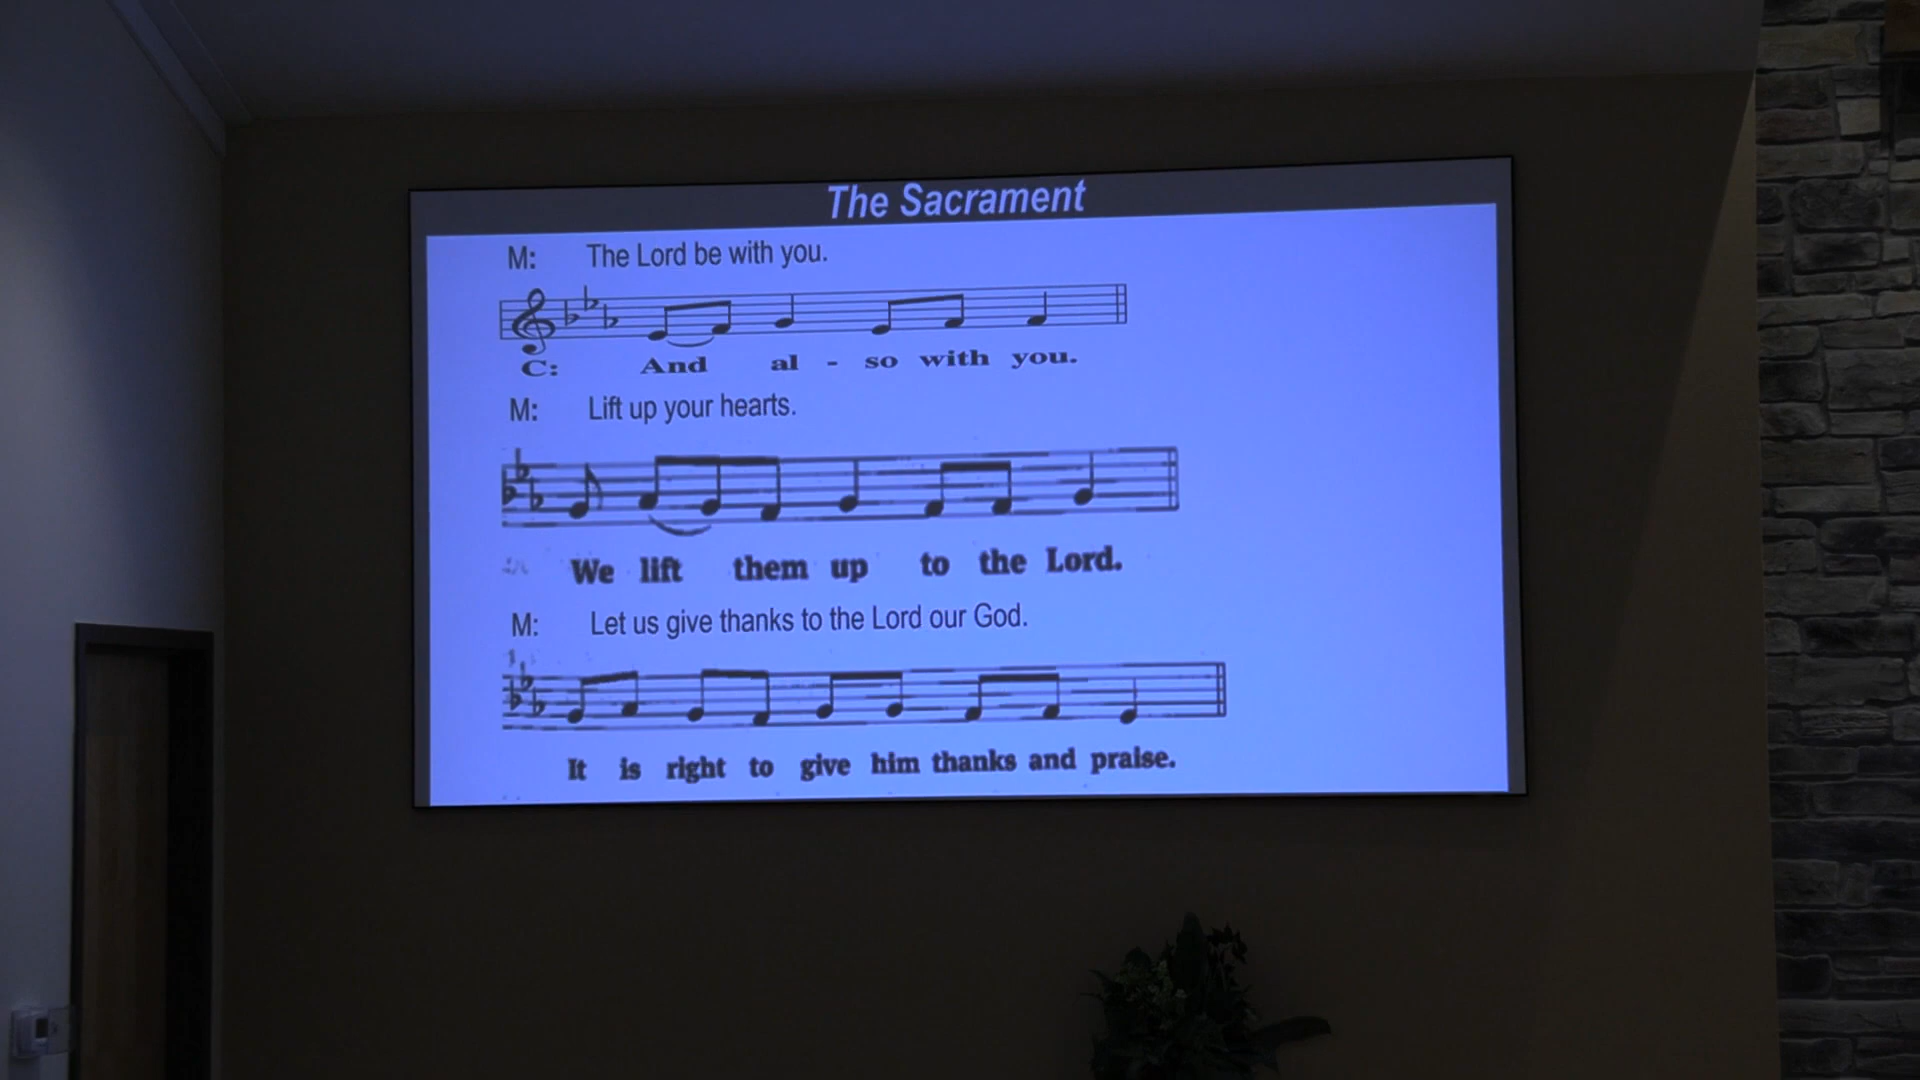 The Sacrament
M: The Lord be with you.
C: And al - so with you.
M: Lift up your hearts.
We lift them up to the Lord.
M: Let us give thanks to the Lord our God.
It is right to give him thanks and praise.